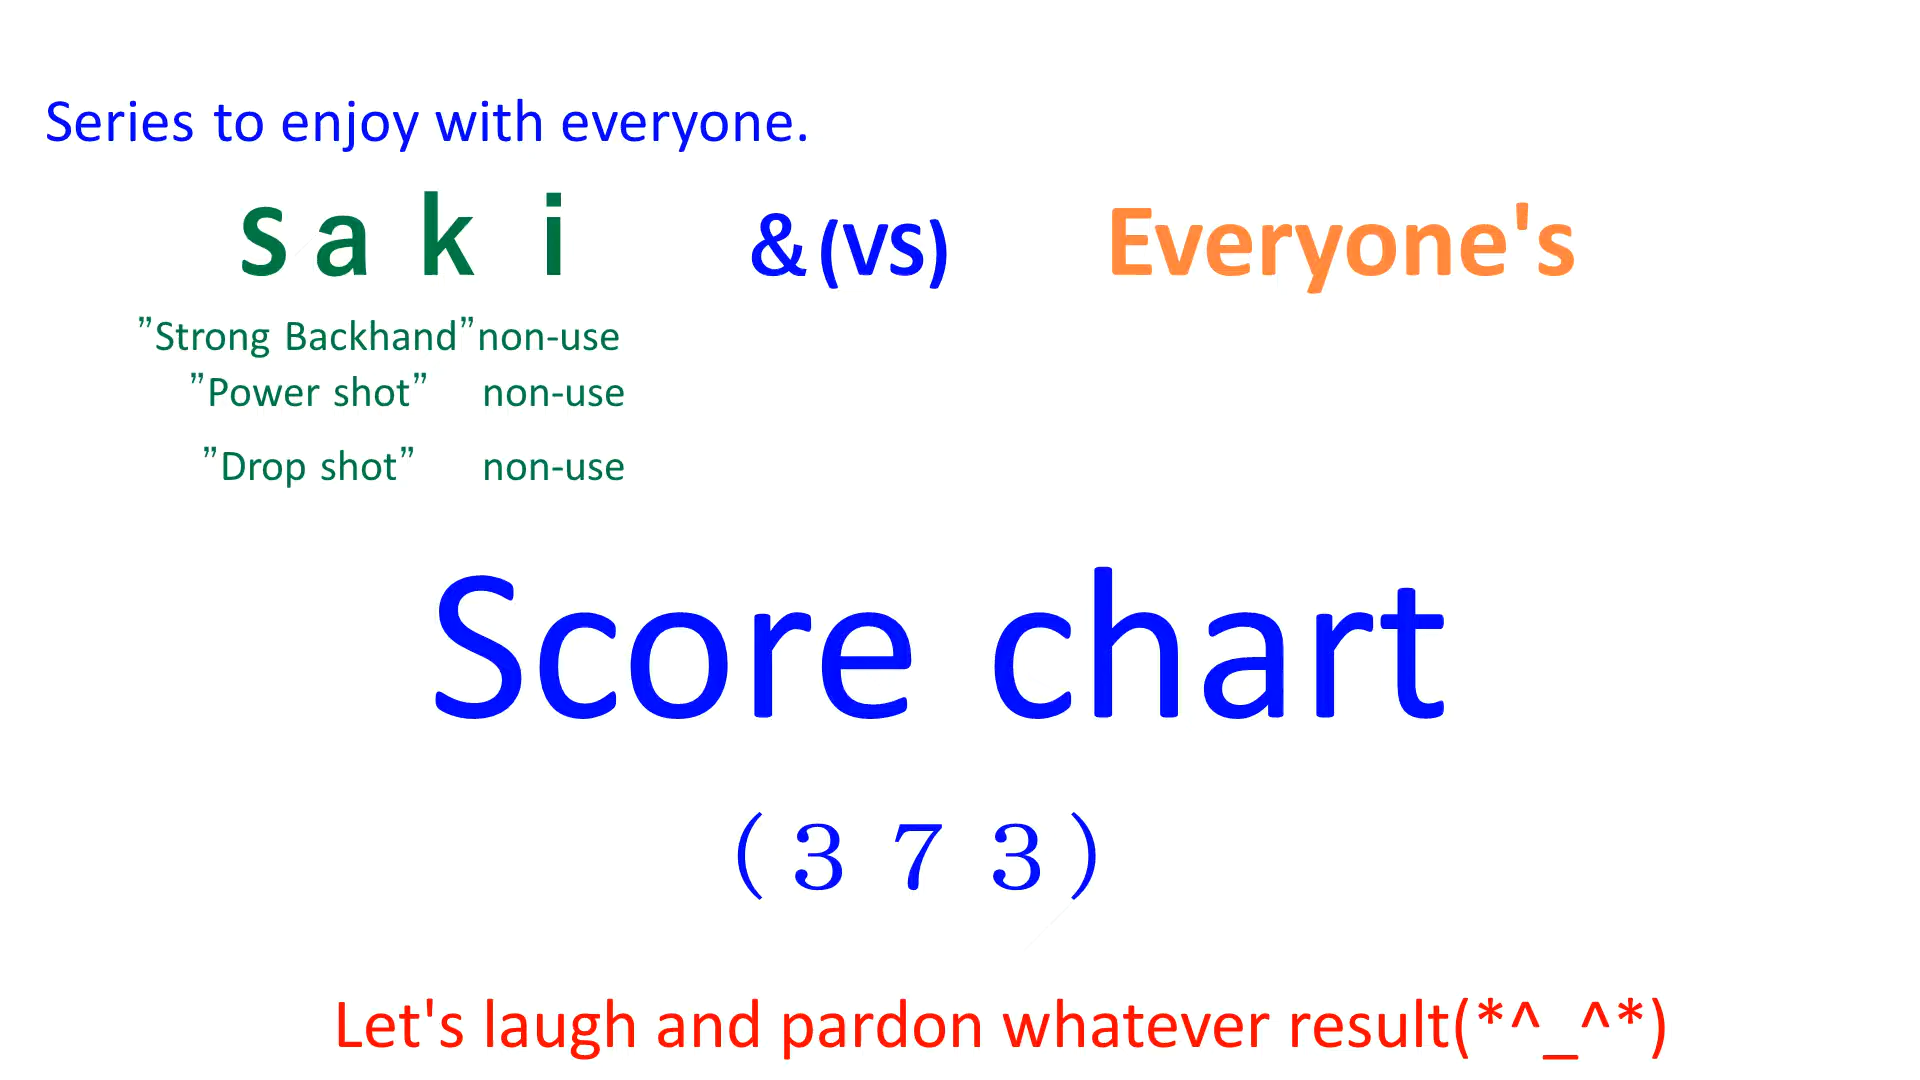 Series to enjoy with everyone.
saki &(VS) Everyone's
”Strong Backhand”non-use
”Power shot” non-use
”Drop shot” non-use
Score chart
(373)
Let's laugh and pardon whatever result(*^_^*)